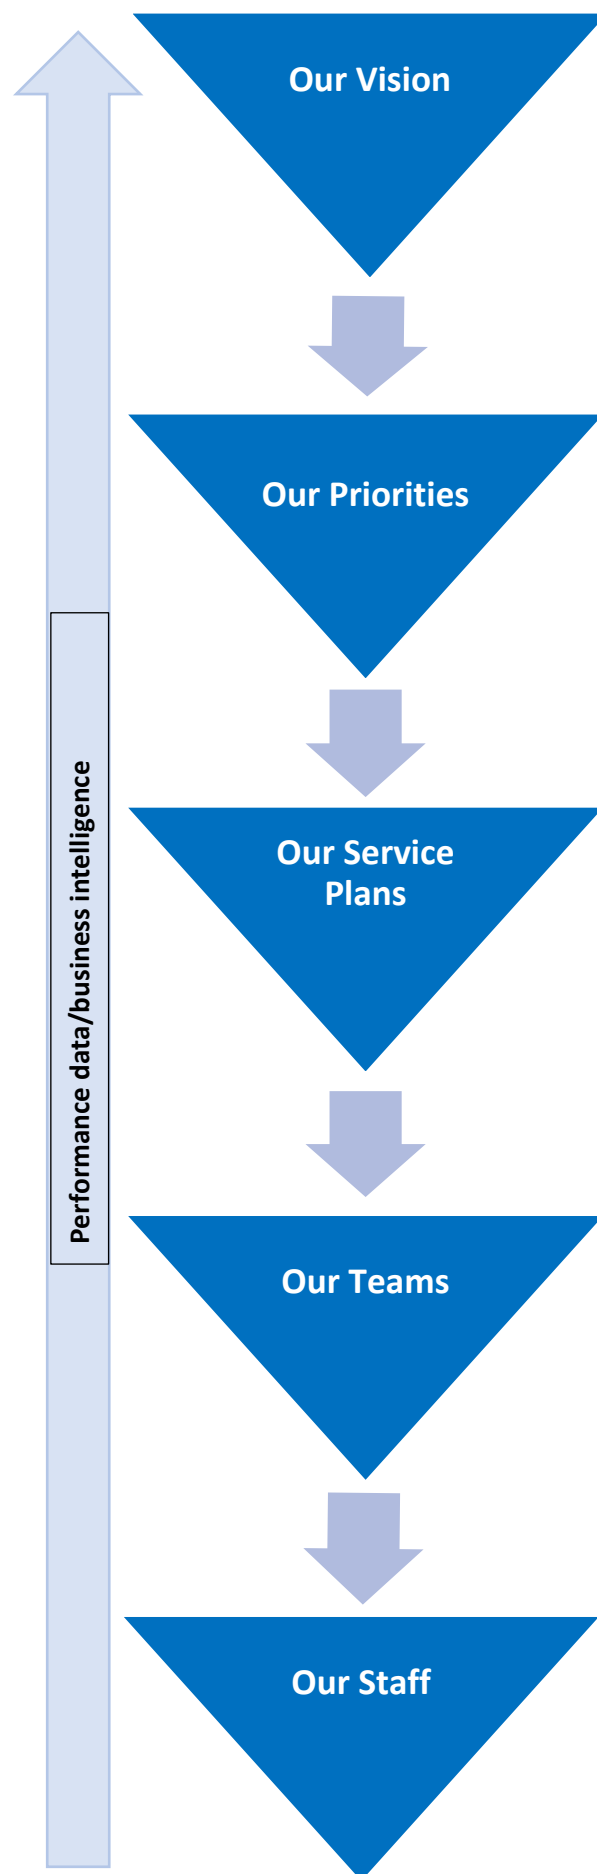 Our Vision
Our Priorities
Our Service
Plans
Our Teams
Our Staff
Performance data/business intelligence